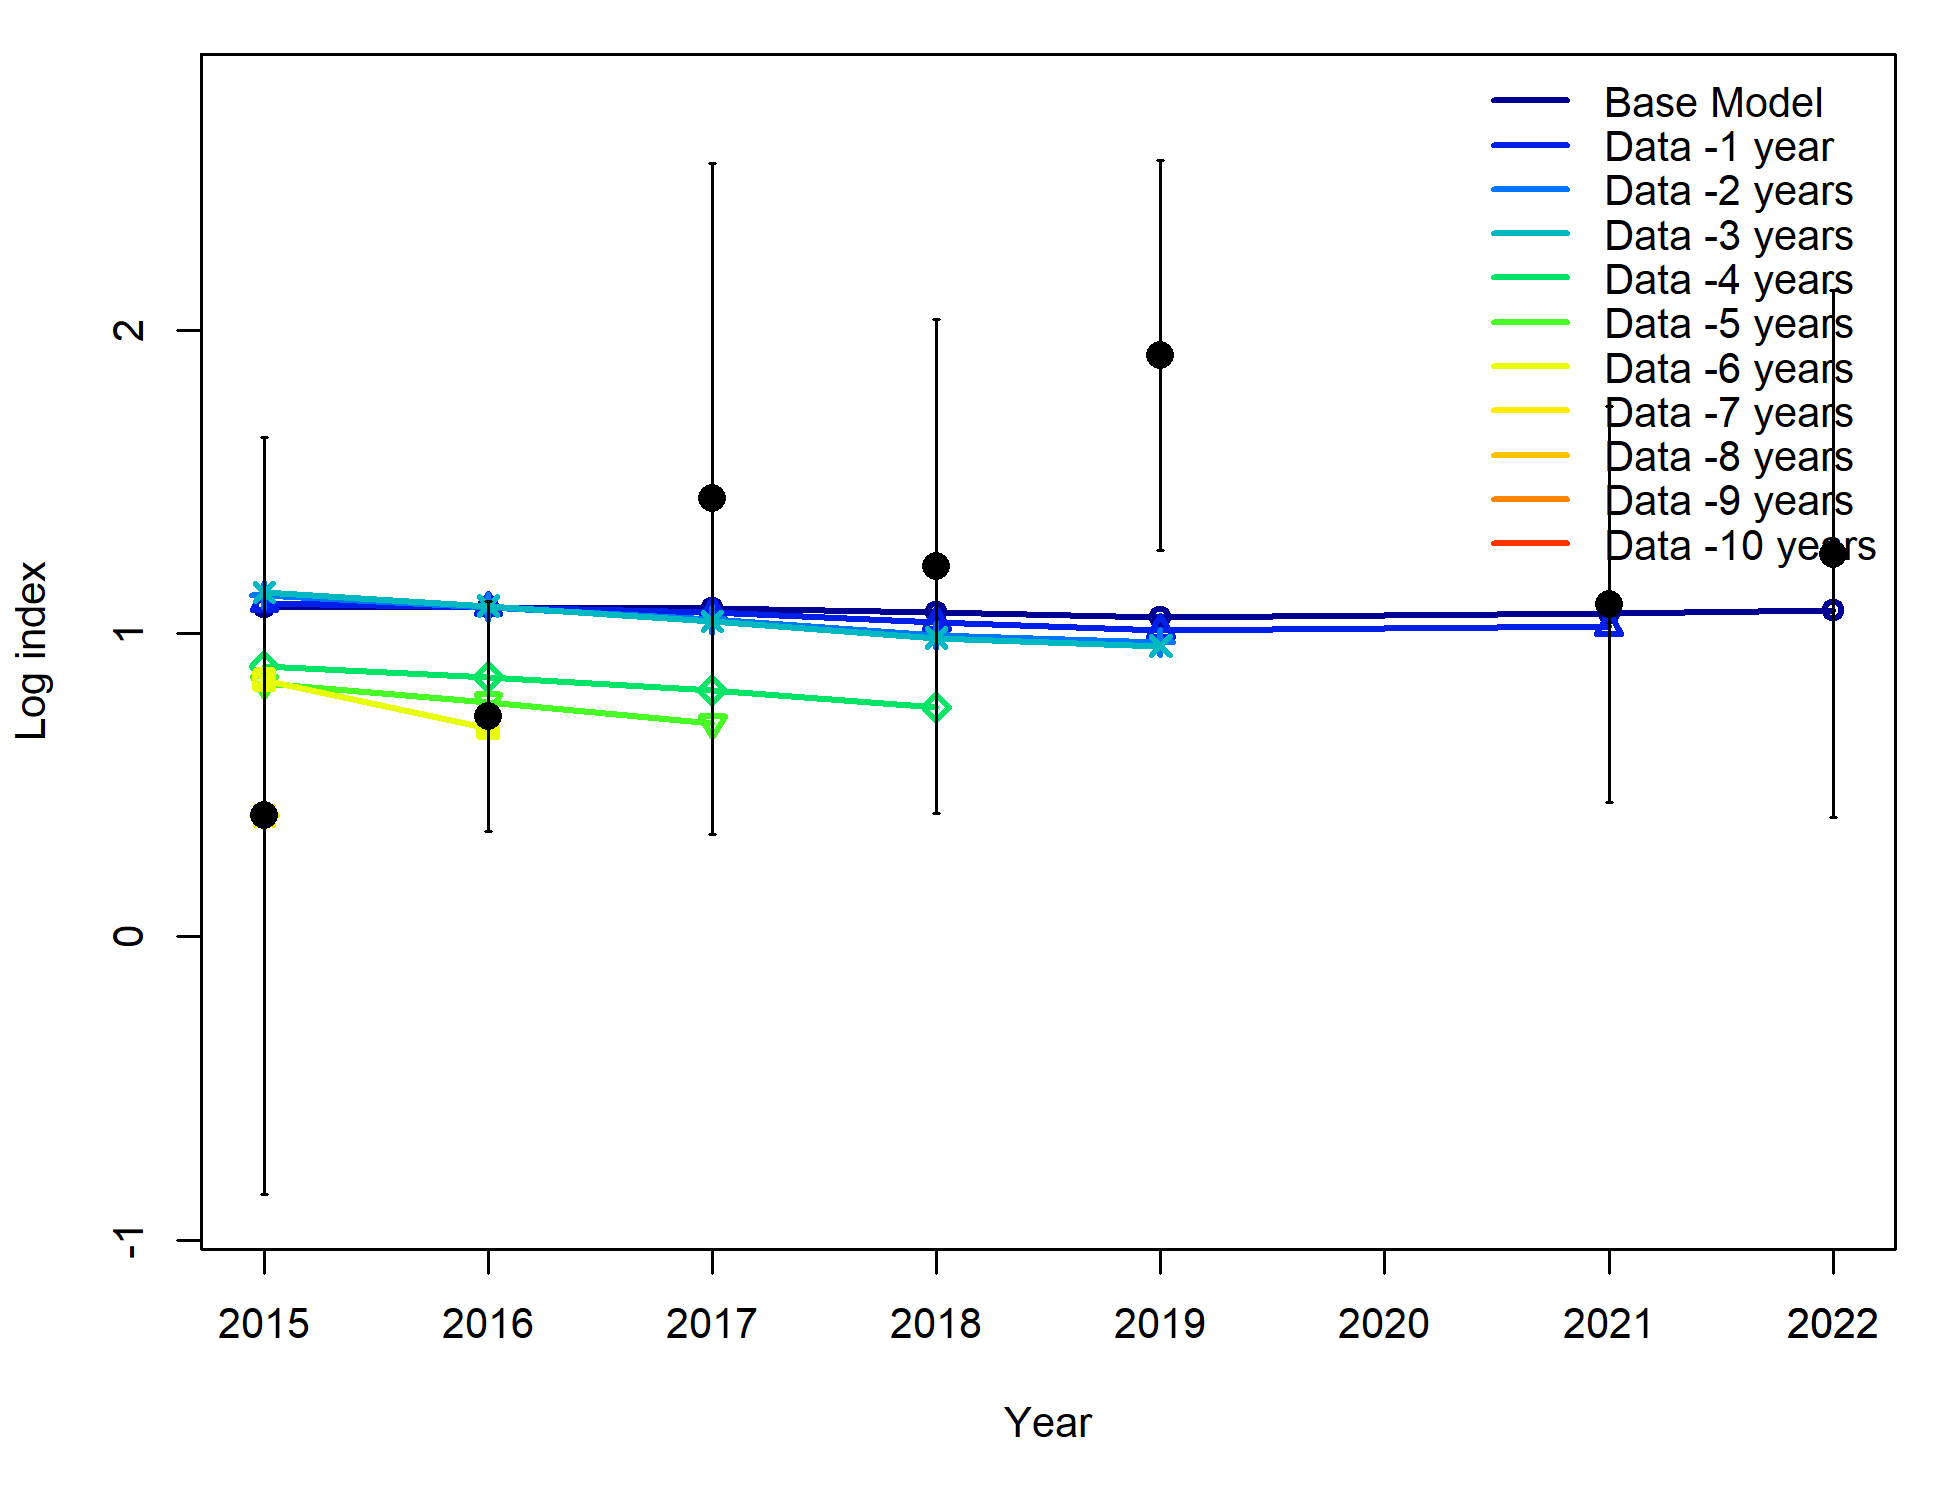 Base Model
Data -1 year
Data -2 years
Data -3 years
Data -4 years
Data -5 years
Data -6 years
Data -7 years
Data -8 years
Data -9 years
Data -10 years
Log index
2
1
0
-1
2015 2016 2017 2018 2019 2020 2021 2022
Year